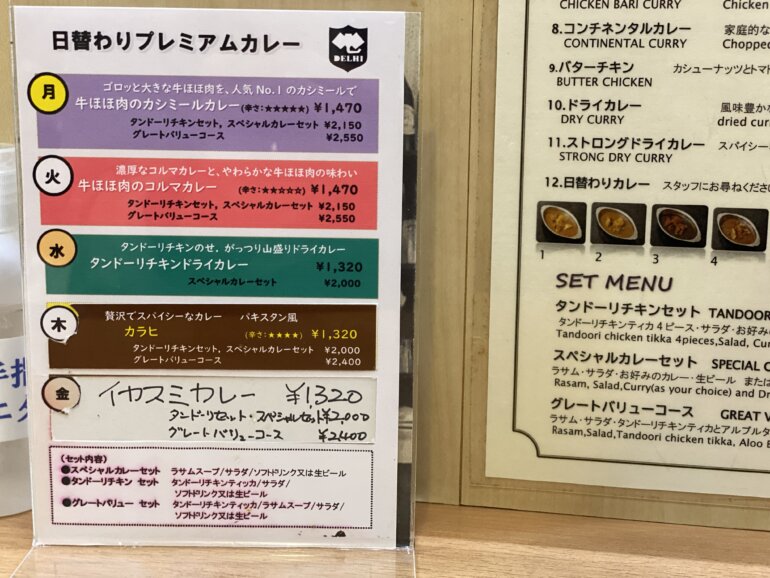 日替わりプレミアムカレー
DELHI
月
ゴロッと大きな牛ほほ肉を、人気No.1のカシミールで
牛ほほ肉のカシミールカレー(辛さ:★★★★★) ¥1,470
タンドーリチキンセット, スペシャルカレーセット ¥2,150
グレートバリューコース ¥2,550
火
濃厚なコルマカレーと、やわらかな牛ほほ肉の味わい
牛ほほ肉のコルマカレー (辛さ:★★☆☆☆) ¥1,470
タンドーリチキンセット, スペシャルカレーセット ¥2,150
グレートバリューコース ¥2,550
水
タンドーリチキンのせ, がっつり山盛りドライカレー
タンドーリチキンドライカレー ¥1,320
スペシャルカレーセット ¥2,000
木
贅沢でスパイシーなカレー パキスタン風
カラヒ (辛さ:★★★★) ¥1,320
タンドーリチキンセット, スペシャルカレーセット ¥2,000
グレートバリューコース ¥2,400
金
イカスミカレー ¥1320
タンドーリセット・スペシャルセット¥2,000
グレートバリューコース ¥2,400
(セット内容)
●スペシャルカレーセット ラサムスープ/サラダ/ソフトドリンク又は生ビール
●タンドーリチキン セット タンドーリチキンティッカ/サラダ/
ソフトドリンク又は生ビール
●グレートバリュー セット タンドーリチキンティッカ/ラサムスープ/サラダ/
ソフトドリンク又は生ビール
CHICKEN BARI CURRY Chicken
8.コンチネンタルカレー 家庭的な
CONTINENTAL CURRY Chopped
9.バターチキン カシューナッツとトマト
BUTTER CHICKEN
10.ドライカレー 風味豊かな
DRY CURRY dried curr
11.ストロングドライカレー スパイシー
STRONG DRY CURRY
12.日替わりカレー スタッフにお尋ねくださ
1 2 3 4
SET MENU
タンドーリチキンセット TANDOORI
タンドーリチキンティカ4ピース・サラダ・お好み
Tandoori chicken tikka 4pieces,Salad, Cur
スペシャルカレーセット SPECIAL C
ラサム・サラダ・お好みのカレー・生ビール または
Rasam, Salad,Curry(as your choice) and Dr
グレートバリューコース GREAT V
ラサム・サラダ・タンドーリチキンティカとアルプルタ
Rasam,Salad,Tandoori chicken tikka, Aloo